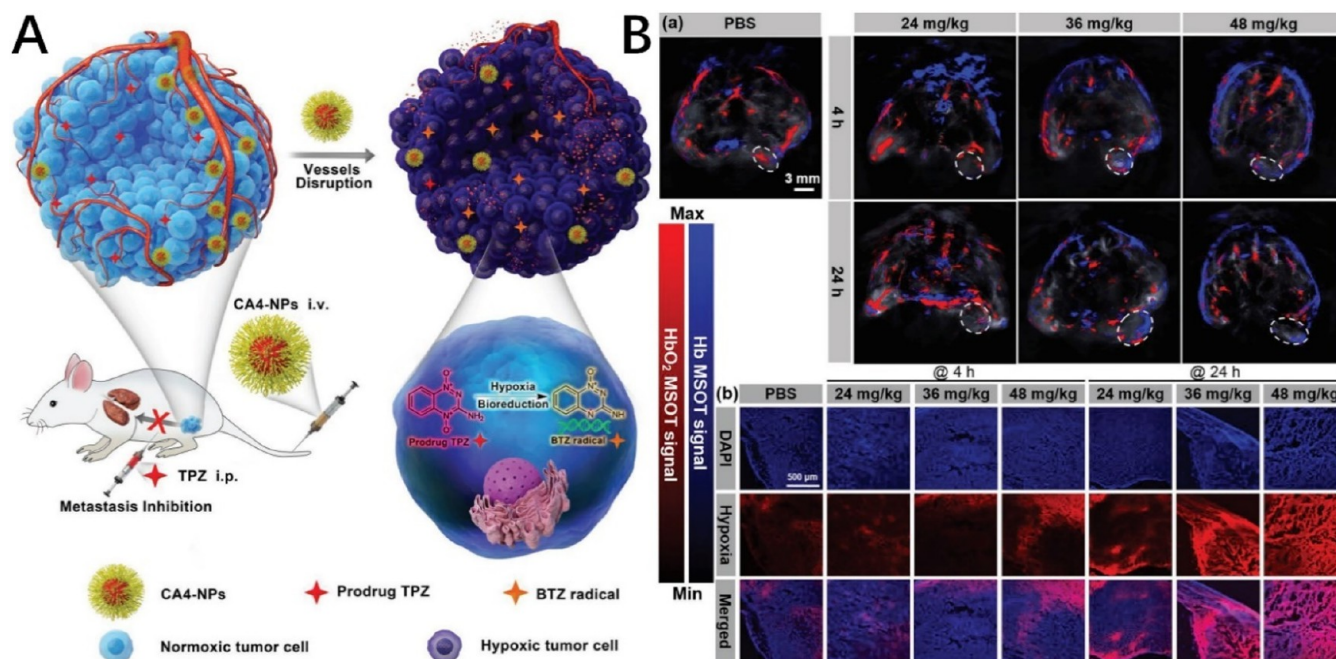 A
Vessels
Disruption
CA4-NPs i.v.
TPZ i.p.
Metastasis Inhibition
O⁻
N⁺
N
N⁺
O⁻
NH₂
Hypoxia
Bioreduction
O⁻
N⁺
N
N
NH
Prodrug TPZ
BTZ radical
CA4-NPs
Prodrug TPZ
BTZ radical
Normoxic tumor cell
Hypoxic tumor cell
B
(a)
PBS
24 mg/kg
36 mg/kg
48 mg/kg
4 h
3 mm
24 h
Max
HbO₂ MSOT signal
Hb MSOT signal
Min
@ 4 h
@ 24 h
(b)
PBS
24 mg/kg
36 mg/kg
48 mg/kg
24 mg/kg
36 mg/kg
48 mg/kg
DAPI
500 μm
Hypoxia
Merged